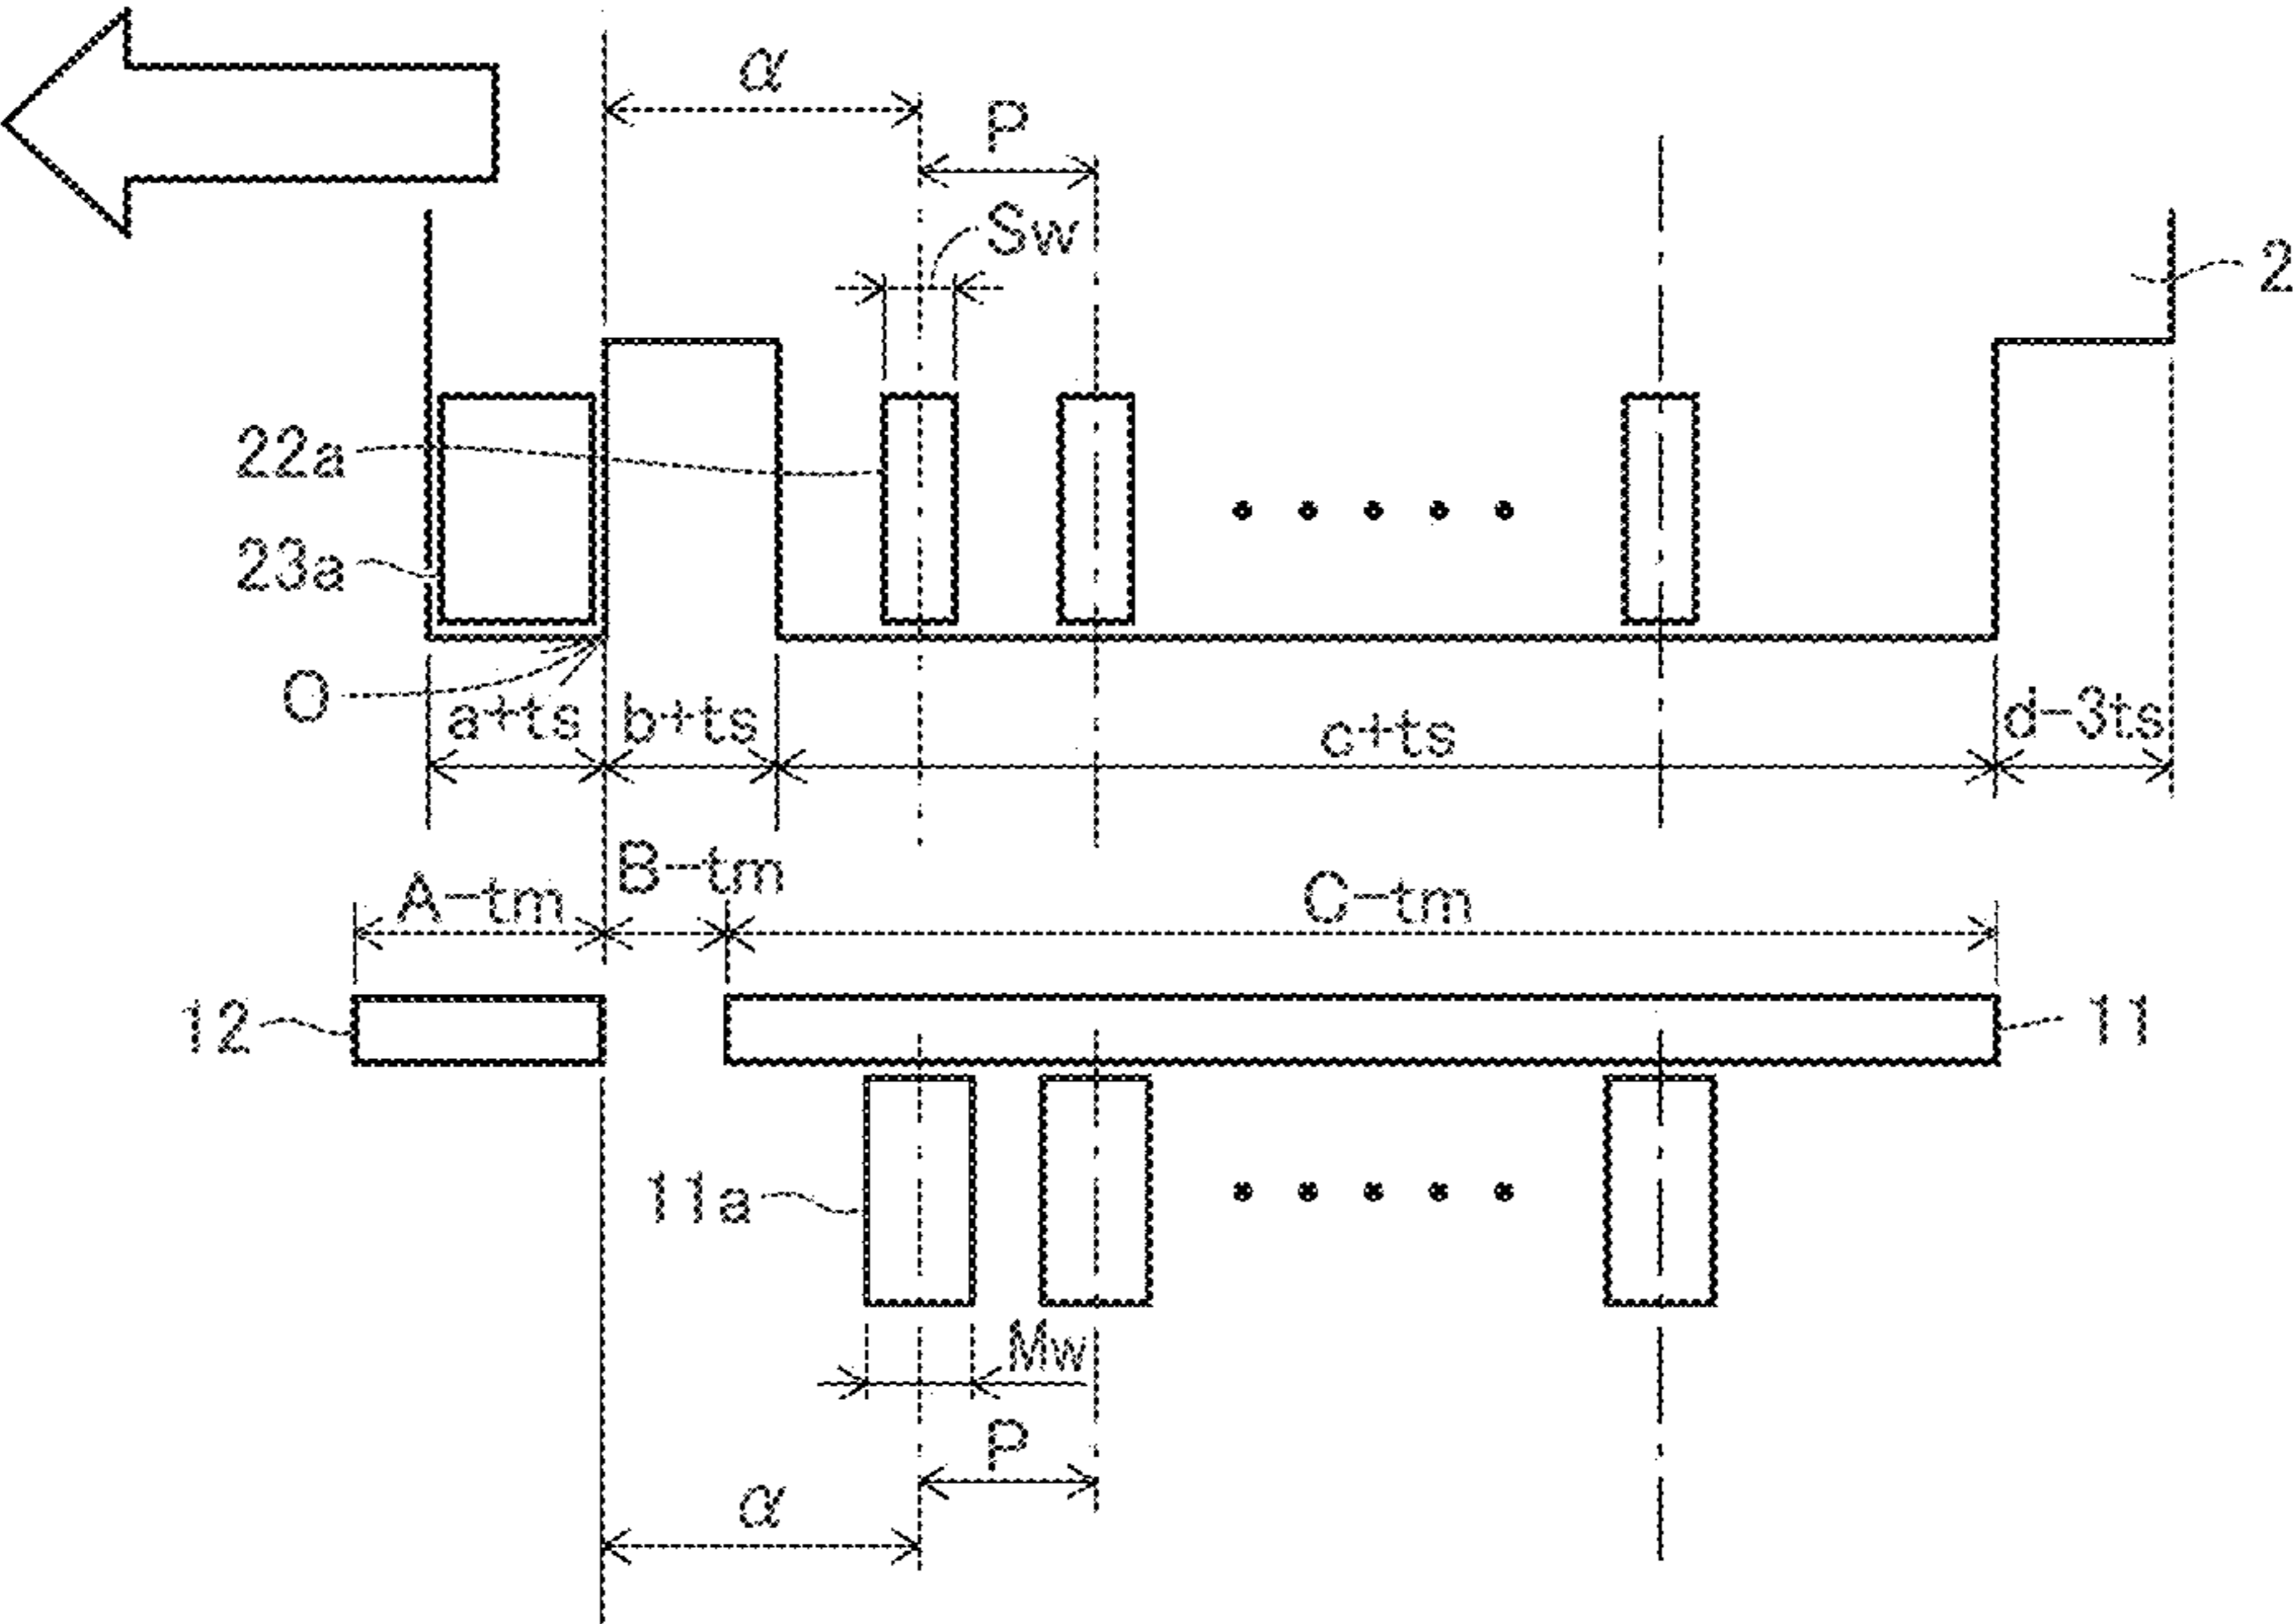 α
P
Sw
2
22a
23a
O
a+ts
b+ts
c+ts
d-3ts
A-tm
B-tm
C-tm
12
11
11a
Mw
P
α